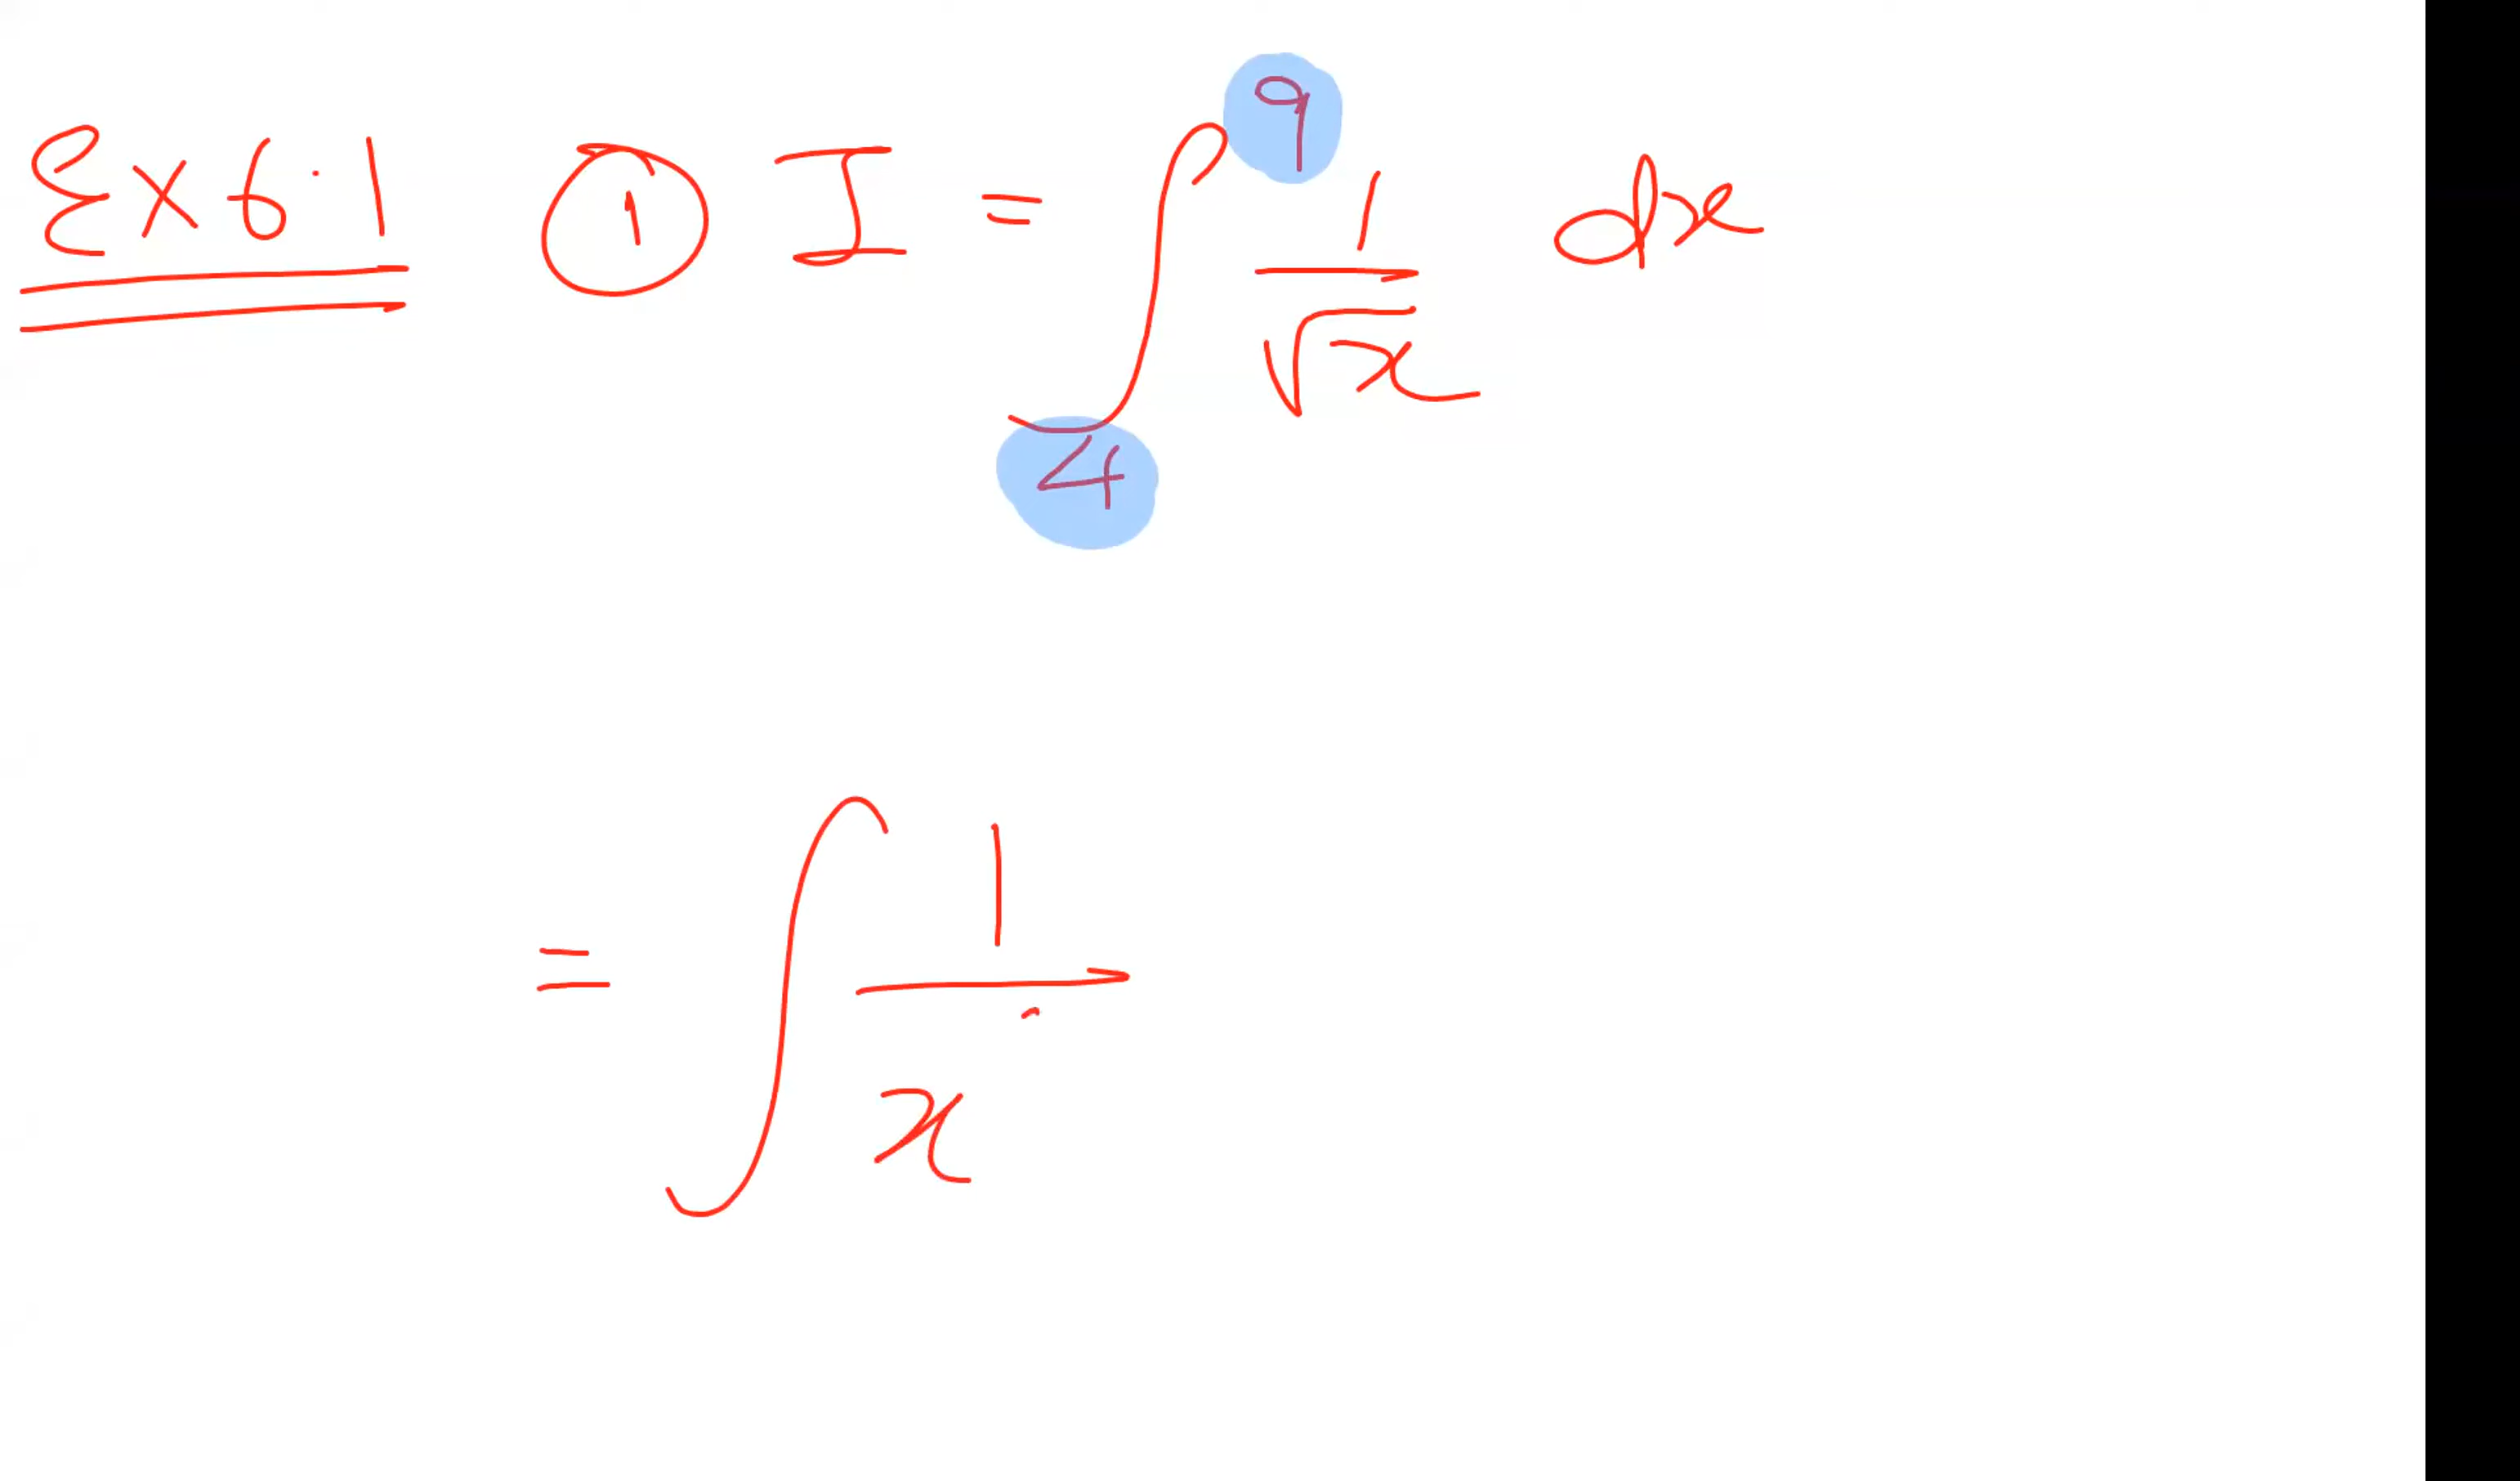 Ex 6.1 ① I = ∫₄⁹ 1/√x dx
= ∫ 1/x